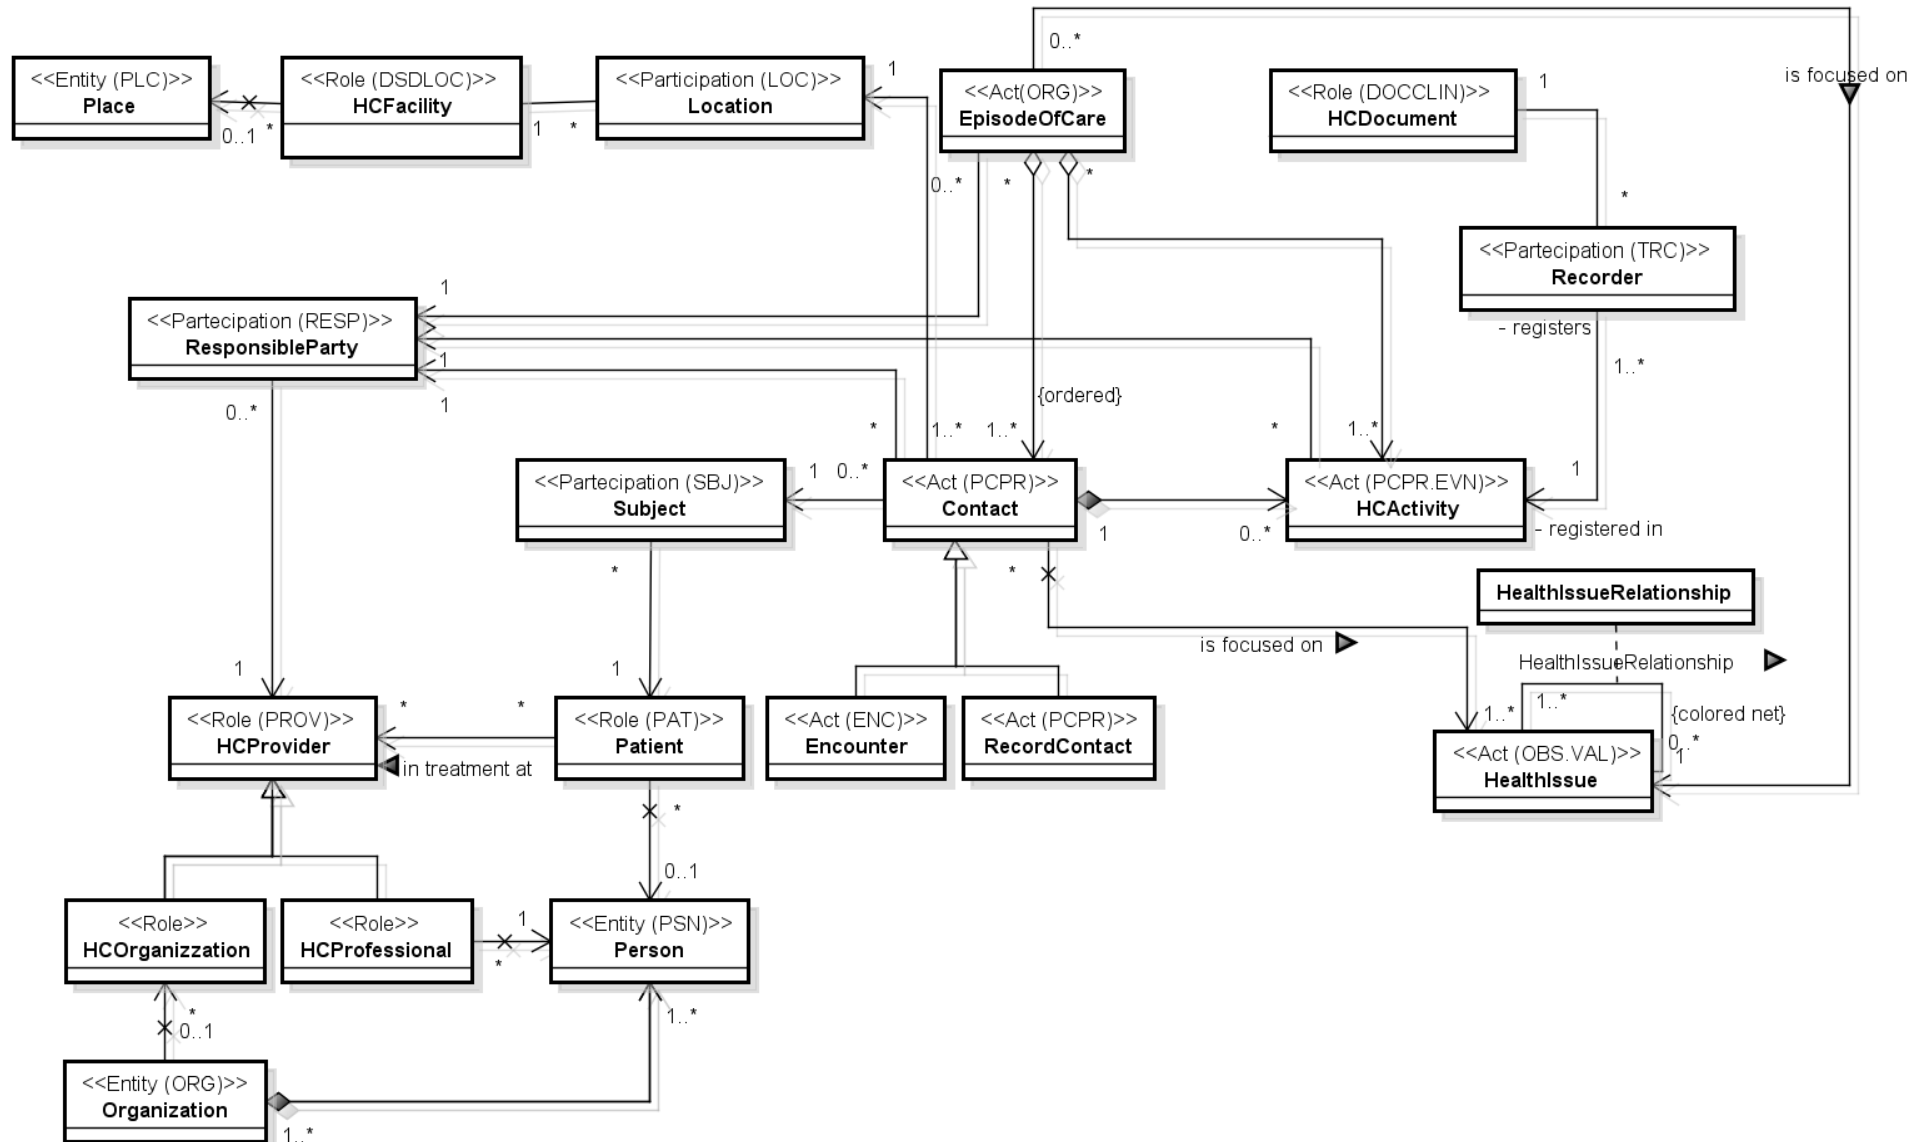 0..*
is focused on
<<Entity (PLC)>>
Place
<<Role (DSDLOC)>>
HCFacility
<<Participation (LOC)>>
Location
1
<<Act(ORG)>>
EpisodeOfCare
<<Role (DOCCLIN)>>
HCDocument
1
0..1
*
1
*
0..*
*
*
*
<<Partecipation (TRC)>>
Recorder
1
<<Partecipation (RESP)>>
ResponsibleParty
- registers
1
1..*
1
{ordered}
0..*
*
1..*
1..*
*
1..*
<<Partecipation (SBJ)>>
Subject
1
0..*
<<Act (PCPR)>>
Contact
<<Act (PCPR.EVN)>>
HCActivity
1
1
0..*
- registered in
*
*
HealthIssueRelationship
is focused on
HealthIssueRelationship
1
1
1..*
1..*
{colored net}
0..*
1
<<Role (PROV)>>
HCProvider
*
*
<<Role (PAT)>>
Patient
<<Act (ENC)>>
Encounter
<<Act (PCPR)>>
RecordContact
<<Act (OBS.VAL)>>
HealthIssue
in treatment at
*
0..1
<<Role>>
HCOrganizzation
<<Role>>
HCProfessional
1
*
<<Entity (PSN)>>
Person
*
0..1
1..*
<<Entity (ORG)>>
Organization
1..*